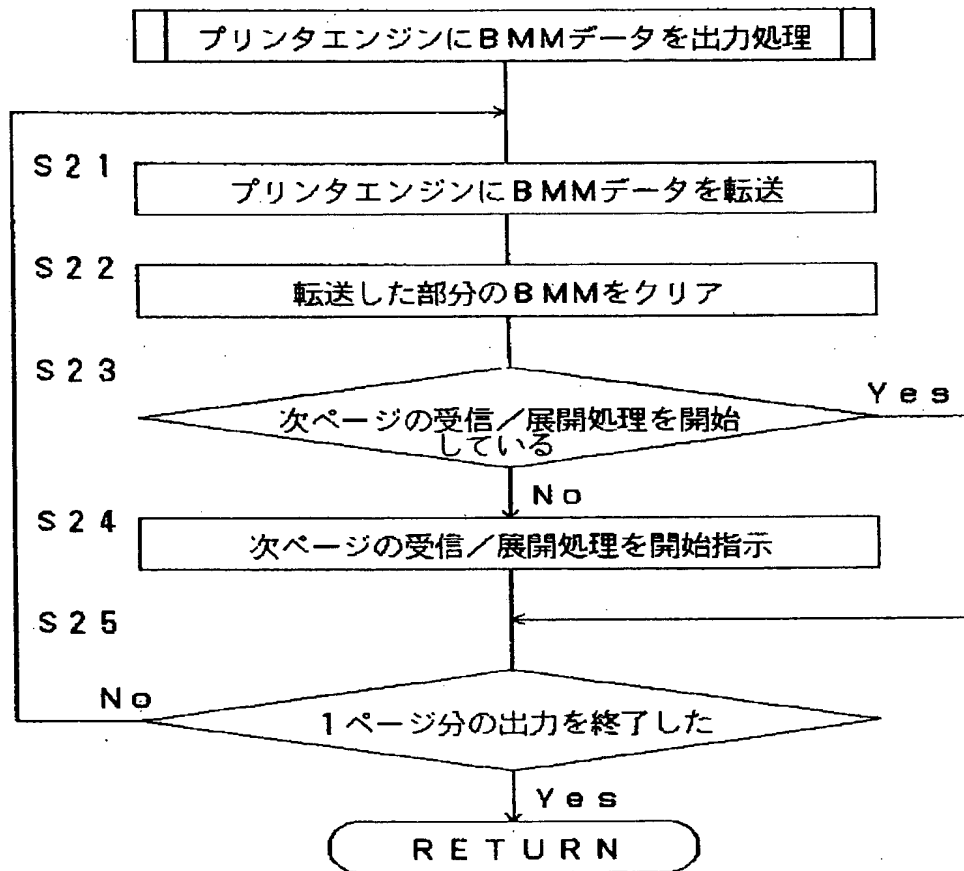 プリンタエンジンにBMMデータを出力処理
S21
プリンタエンジンにBMMデータを転送
S22
転送した部分のBMMをクリア
S23
次ページの受信/展開処理を開始
している
Yes
No
S24
次ページの受信/展開処理を開始指示
S25
1ページ分の出力を終了した
No
Yes
RETURN